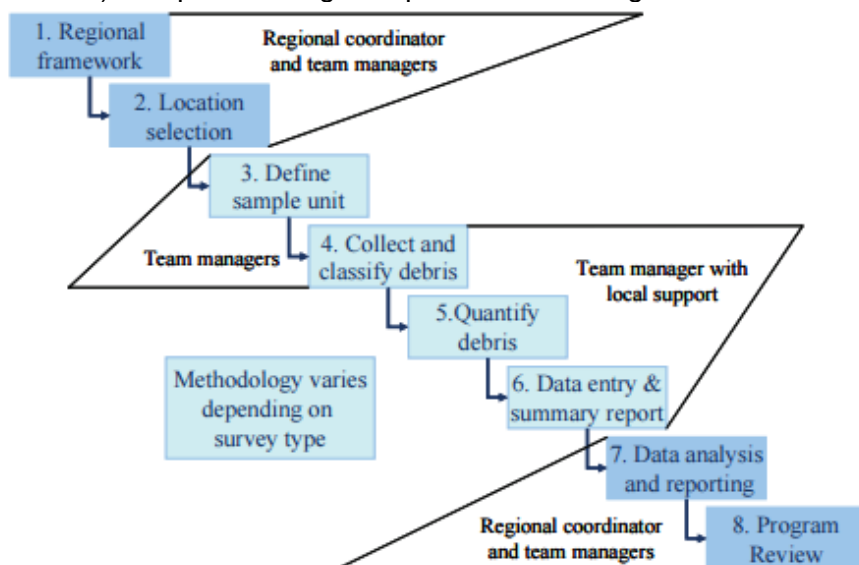 1. Regional
framework
Regional coordinator
and team managers
2. Location
selection
3. Define
sample unit
Team managers
4. Collect and
classify debris
Team manager with
local support
5.Quantify
debris
Methodology varies
depending on
survey type
6. Data entry &
summary report
7. Data analysis
and reporting
Regional coordinator
and team managers
8. Program
Review